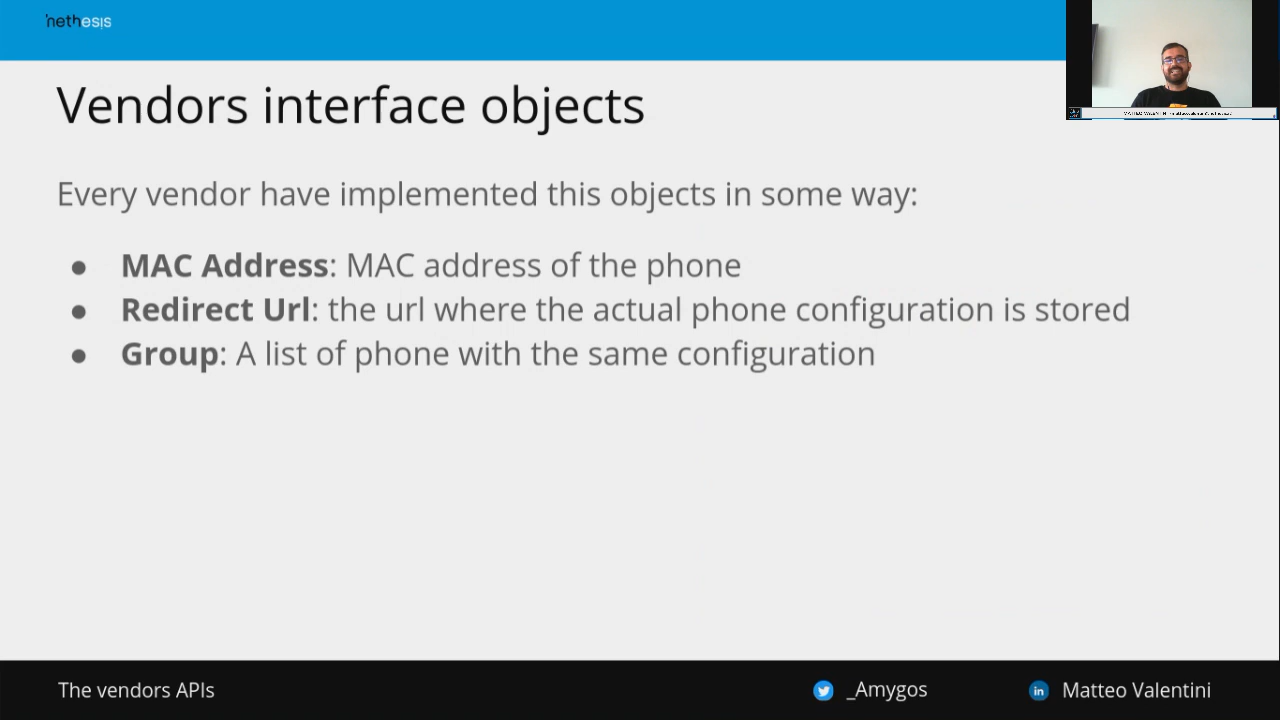 nethesis
Vendors interface objects
Every vendor have implemented this objects in some way:
● MAC Address: MAC address of the phone
● Redirect Url: the url where the actual phone configuration is stored
● Group: A list of phone with the same configuration
The vendors APIs
_Amygos
in
Matteo Valentini